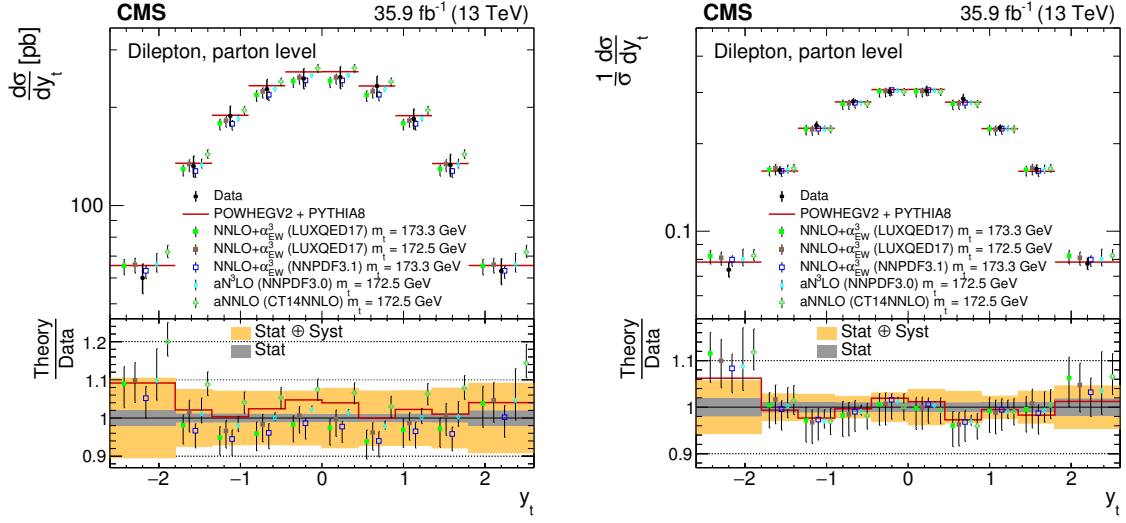 CMS 35.9 fb⁻¹ (13 TeV)
Dilepton, parton level
dσ/dy_t [pb]
100
Data
POWHEGV2 + PYTHIA8
NNLO+α³_EW (LUXQED17) m_t = 173.3 GeV
NNLO+α³_EW (LUXQED17) m_t = 172.5 GeV
NNLO+α³_EW (NNPDF3.1) m_t = 173.3 GeV
aN³LO (NNPDF3.0) m_t = 172.5 GeV
aNNLO (CT14NNLO) m_t = 172.5 GeV
Theory/Data
1.2
1.1
1
0.9
Stat ⊕ Syst
Stat
−2 −1 0 1 2
y_t
CMS 35.9 fb⁻¹ (13 TeV)
Dilepton, parton level
1/σ dσ/dy_t
0.1
Data
POWHEGV2 + PYTHIA8
NNLO+α³_EW (LUXQED17) m_t = 173.3 GeV
NNLO+α³_EW (LUXQED17) m_t = 172.5 GeV
NNLO+α³_EW (NNPDF3.1) m_t = 173.3 GeV
aN³LO (NNPDF3.0) m_t = 172.5 GeV
aNNLO (CT14NNLO) m_t = 172.5 GeV
Theory/Data
1.1
1
0.9
Stat ⊕ Syst
Stat
−2 −1 0 1 2
y_t